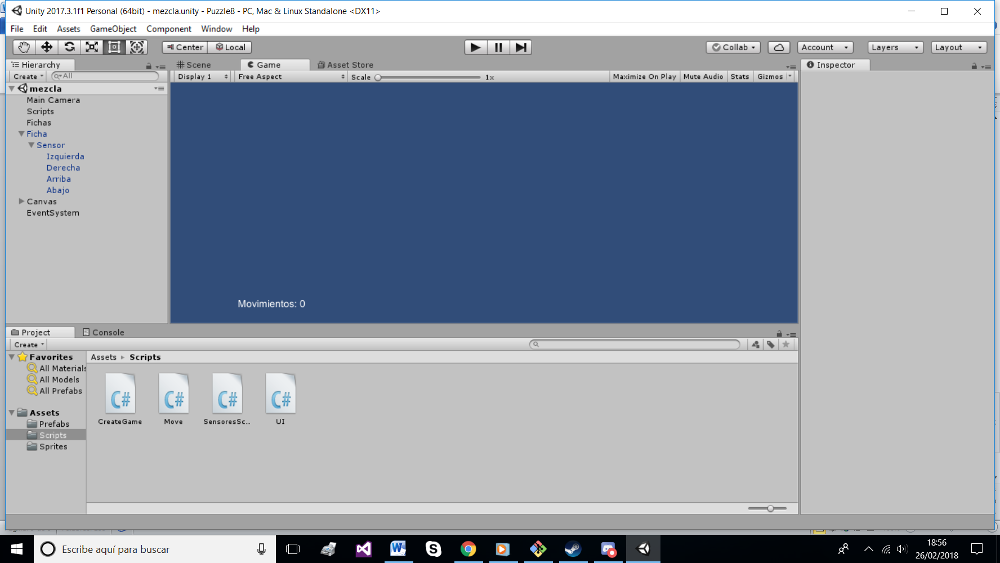 Unity 2017.3.1f1 Personal (64bit) - mezcla.unity - Puzzle8 - PC, Mac & Linux Standalone <DX11>
File Edit Assets GameObject Component Window Help
Center Local Collab Account Layers Layout
Hierarchy
Create All
mezcla
Main Camera
Scripts
Fichas
Ficha
Sensor
Izquierda
Derecha
Arriba
Abajo
Canvas
EventSystem
Scene Game Asset Store
Display 1 Free Aspect Scale 1x Maximize On Play Mute Audio Stats Gizmos
Movimientos: 0
Inspector
Project Console
Create
Favorites
All Materials
All Models
All Prefabs
Assets
Prefabs
Scripts
Sprites
Assets Scripts
C# C# C# C#
CreateGame Move SensoresSc... UI
Escribe aquí para buscar
18:56
26/02/2018